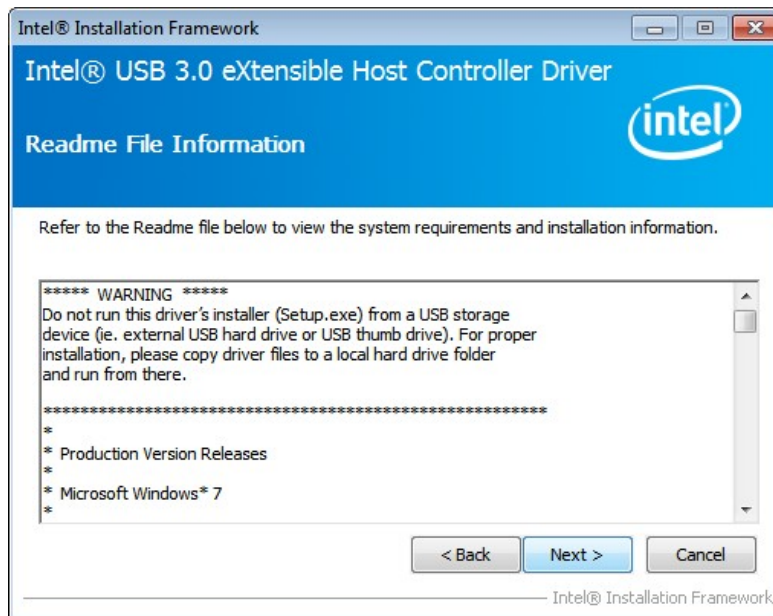 Intel® Installation Framework
Intel® USB 3.0 eXtensible Host Controller Driver
intel
Readme File Information
Refer to the Readme file below to view the system requirements and installation information.
***** WARNING *****
Do not run this driver's installer (Setup.exe) from a USB storage
device (ie. external USB hard drive or USB thumb drive). For proper
installation, please copy driver files to a local hard drive folder
and run from there.
*******************************************************
*
* Production Version Releases
*
* Microsoft Windows* 7
*
< Back Next > Cancel
Intel® Installation Framework